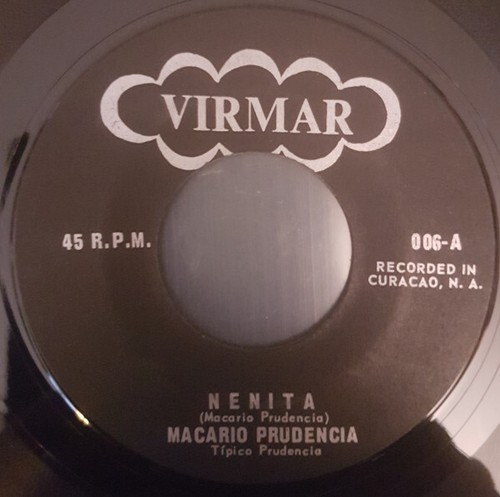 VIRMAR
45 R.P.M.
006-A
RECORDED IN
CURACAO, N. A.
NENITA
(Macario Prudencia)
MACARIO PRUDENCIA
Típico Prudencia